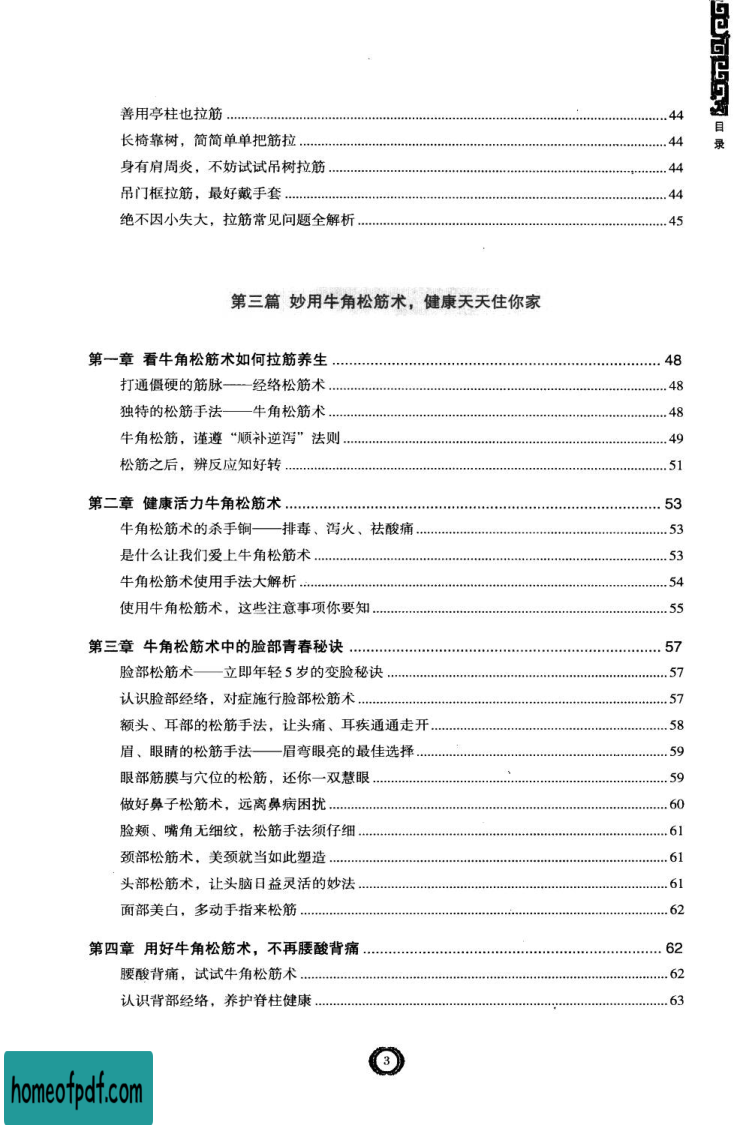 目
录
善用亭柱也拉筋 ........ 44
长椅靠树，简简单单把筋拉 ........ 44
身有肩周炎，不妨试试吊树拉筋 ........ 44
吊门框拉筋，最好戴手套 ........ 44
绝不因小失大，拉筋常见问题全解析 ........ 45
第三篇 妙用牛角松筋术，健康天天住你家
第一章 看牛角松筋术如何拉筋养生 ........ 48
打通僵硬的筋脉——经络松筋术 ........ 48
独特的松筋手法——牛角松筋术 ........ 48
牛角松筋，谨遵“顺补逆泻”法则 ........ 49
松筋之后，辨反应知好转 ........ 51
第二章 健康活力牛角松筋术 ........ 53
牛角松筋术的杀手锏——排毒、泻火、祛酸痛 ........ 53
是什么让我们爱上牛角松筋术 ........ 53
牛角松筋术使用手法大解析 ........ 54
使用牛角松筋术，这些注意事项你要知 ........ 55
第三章 牛角松筋术中的脸部青春秘诀 ........ 57
脸部松筋术——立即年轻5岁的变脸秘诀 ........ 57
认识脸部经络，对症施行脸部松筋术 ........ 57
额头、耳部的松筋手法，让头痛、耳疾通通走开 ........ 58
眉、眼睛的松筋手法——眉弯眼亮的最佳选择 ........ 59
眼部筋膜与穴位的松筋，还你一双慧眼 ........ 59
做好鼻子松筋术，远离鼻病困扰 ........ 60
脸颊、嘴角无细纹，松筋手法须仔细 ........ 61
颈部松筋术，美颈就当如此塑造 ........ 61
头部松筋术，让头脑日益灵活的妙法 ........ 61
面部美白，多动手指来松筋 ........ 62
第四章 用好牛角松筋术，不再腰酸背痛 ........ 62
腰酸背痛，试试牛角松筋术 ........ 62
认识背部经络，养护脊柱健康 ........ 63
3
homeofpdf.com